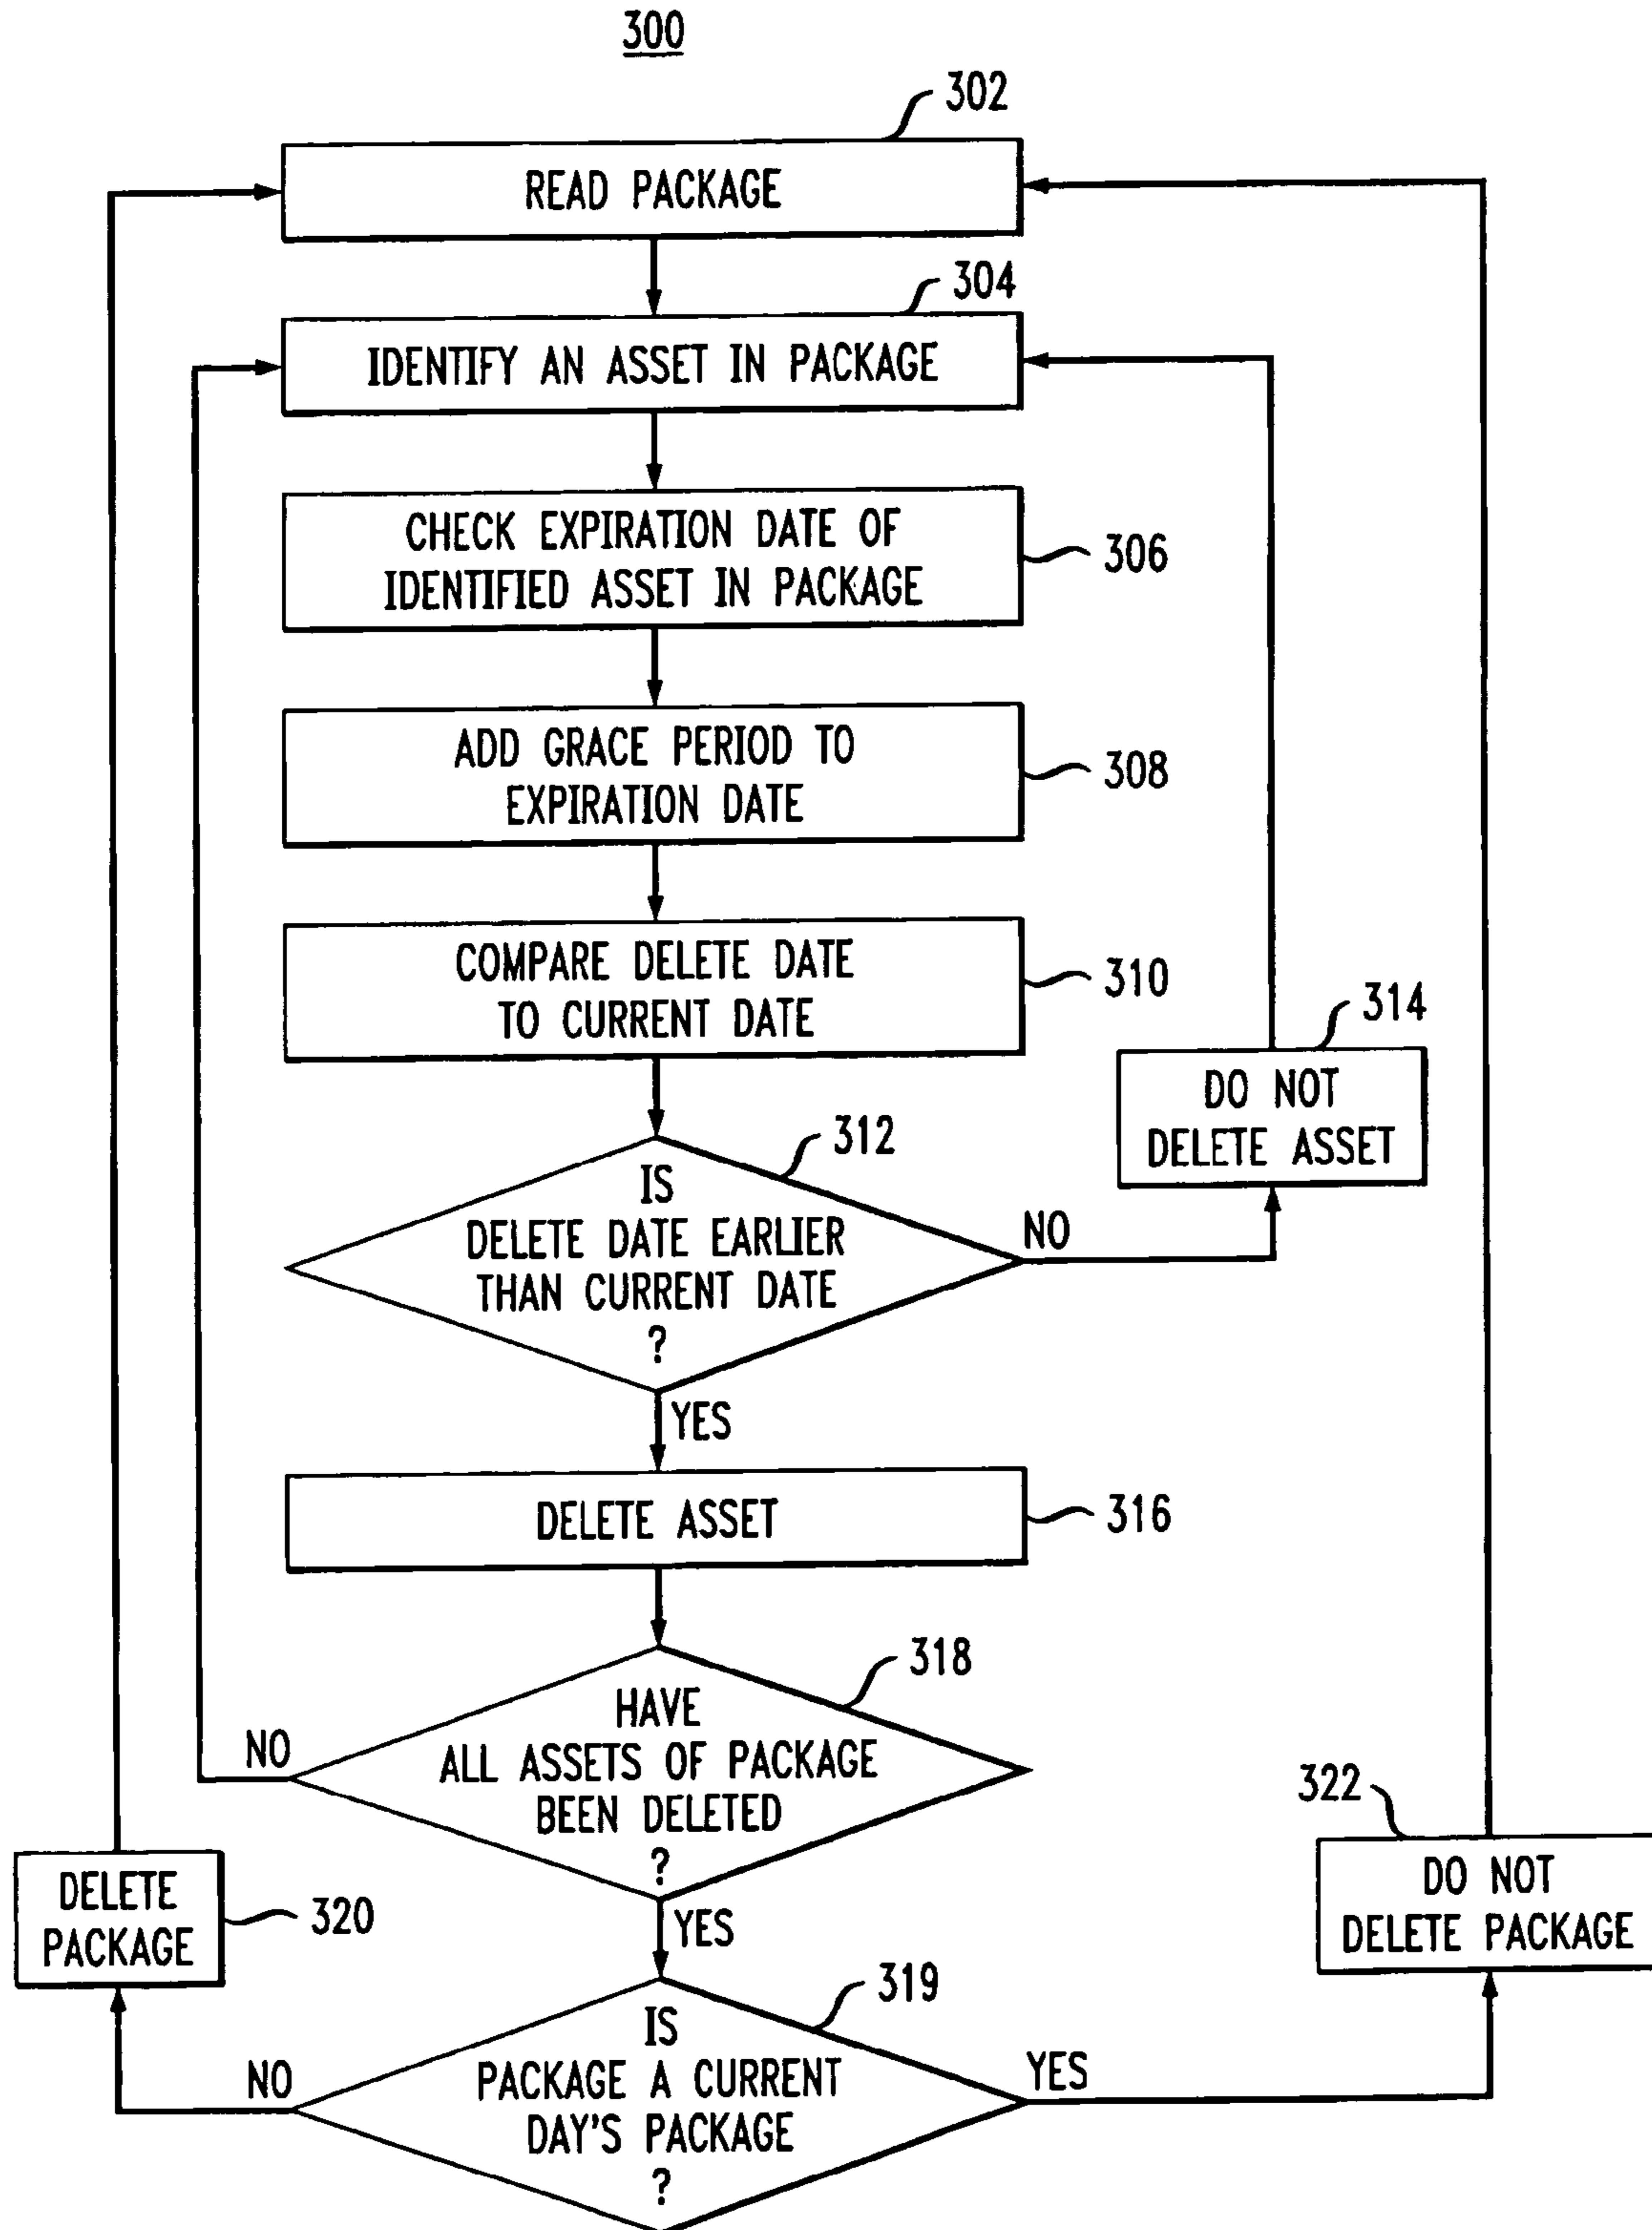 300
302
READ PACKAGE
304
IDENTIFY AN ASSET IN PACKAGE
CHECK EXPIRATION DATE OF
IDENTIFIED ASSET IN PACKAGE
306
ADD GRACE PERIOD TO
EXPIRATION DATE
308
COMPARE DELETE DATE
TO CURRENT DATE
310
314
DO NOT
DELETE ASSET
312
IS
DELETE DATE EARLIER
THAN CURRENT DATE
?
NO
YES
DELETE ASSET
316
318
HAVE
ALL ASSETS OF PACKAGE
BEEN DELETED
?
NO
YES
322
DO NOT
DELETE PACKAGE
DELETE
PACKAGE
320
319
IS
PACKAGE A CURRENT
DAY'S PACKAGE
?
NO
YES